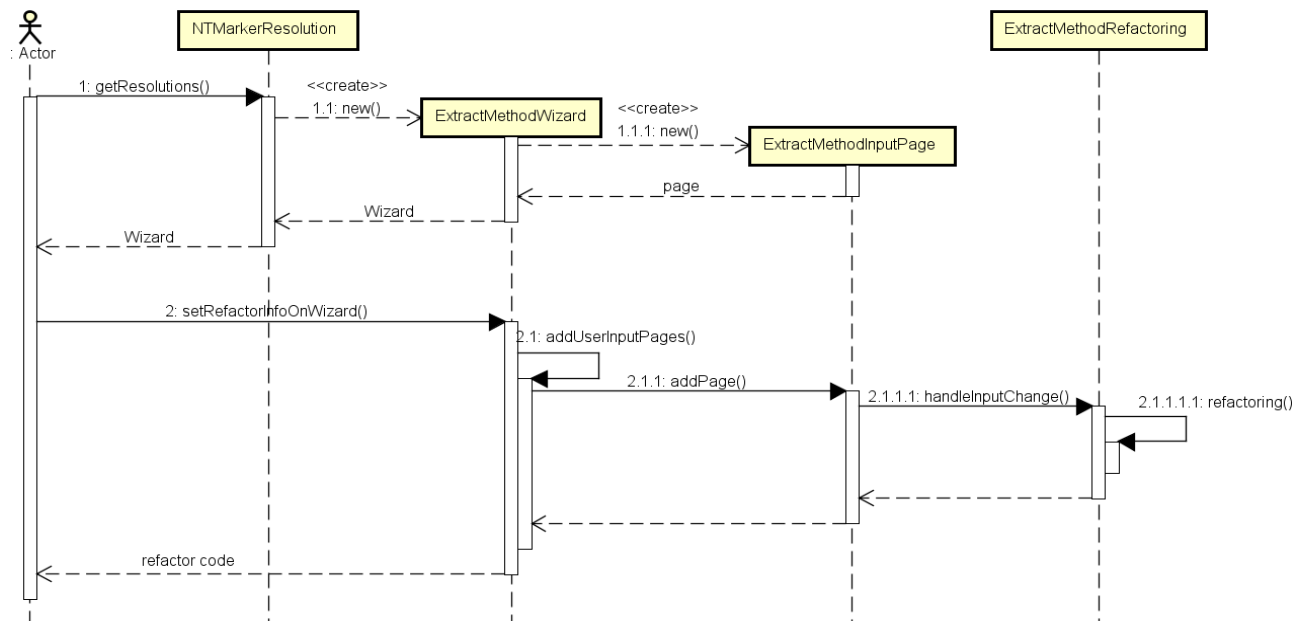 : Actor
NTMarkerResolution
ExtractMethodRefactoring
1: getResolutions()
<<create>>
1.1: new()
ExtractMethodWizard
<<create>>
1.1.1: new()
ExtractMethodInputPage
page
Wizard
Wizard
2: setRefactorInfoOnWizard()
2.1: addUserInputPages()
2.1.1: addPage()
2.1.1.1: handleInputChange()
2.1.1.1.1: refactoring()
refactor code